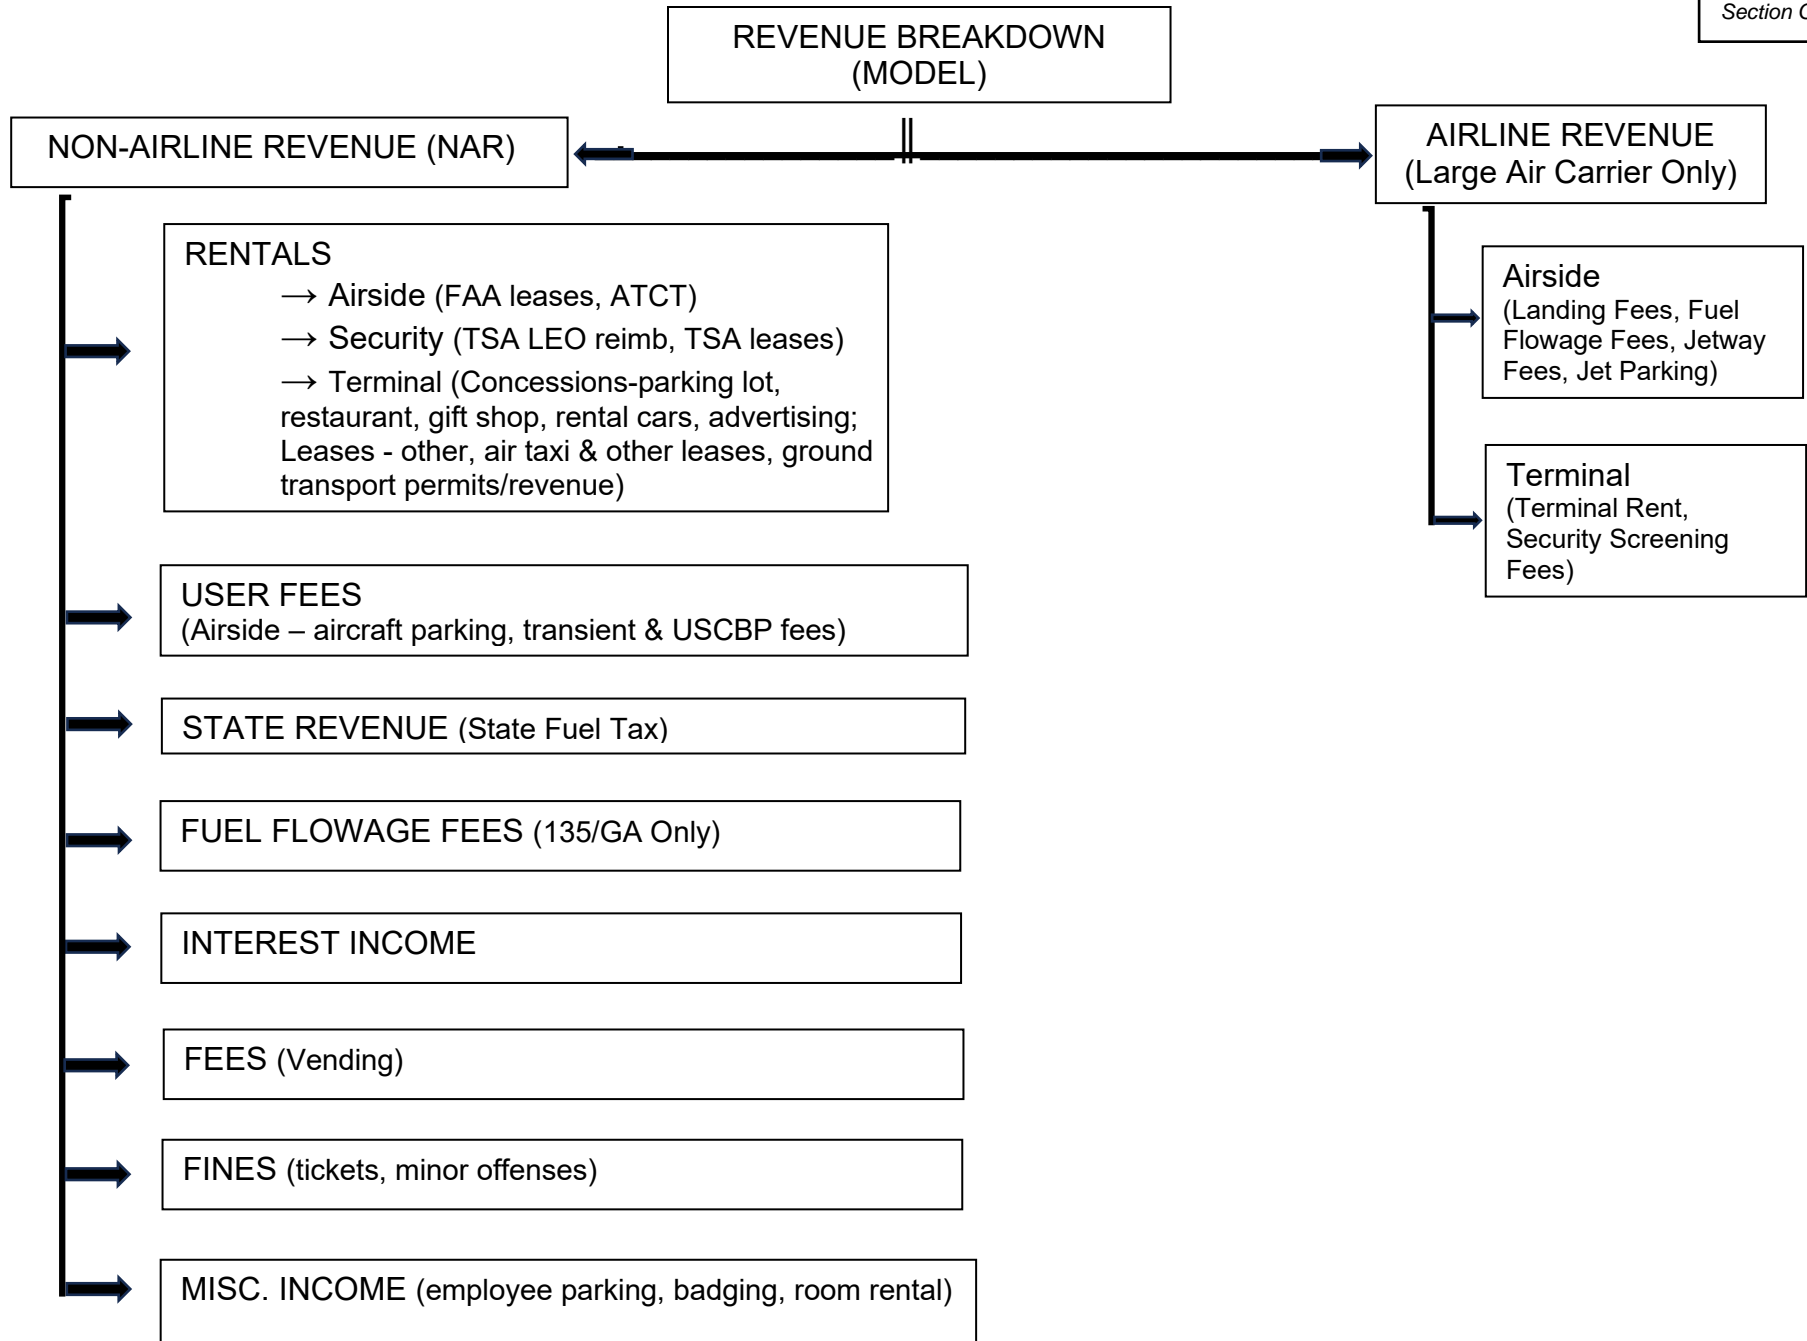 Section
REVENUE BREAKDOWN
(MODEL)
NON-AIRLINE REVENUE (NAR)
AIRLINE REVENUE
(Large Air Carrier Only)
RENTALS
→ Airside (FAA leases, ATCT)
→ Security (TSA LEO reimb, TSA leases)
→ Terminal (Concessions-parking lot,
restaurant, gift shop, rental cars, advertising;
Leases - other, air taxi & other leases, ground
transport permits/revenue)
USER FEES
(Airside – aircraft parking, transient & USCBP fees)
STATE REVENUE (State Fuel Tax)
FUEL FLOWAGE FEES (135/GA Only)
INTEREST INCOME
FEES (Vending)
FINES (tickets, minor offenses)
MISC. INCOME (employee parking, badging, room rental)
Airside
(Landing Fees, Fuel
Flowage Fees, Jetway
Fees, Jet Parking)
Terminal
(Terminal Rent,
Security Screening
Fees)